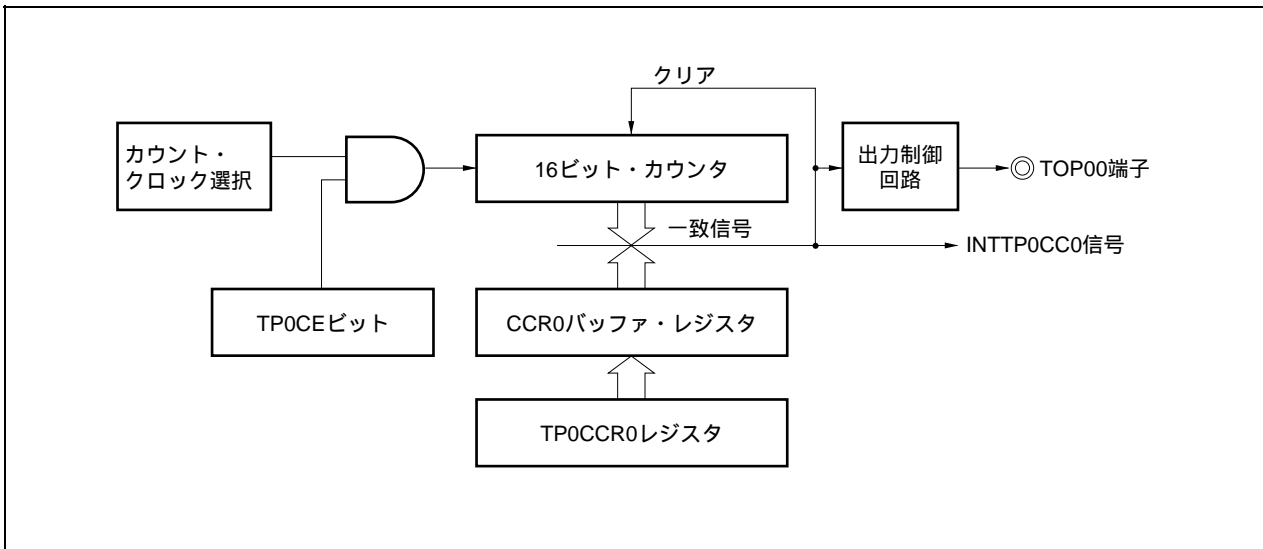 クリア
カウント・
クロック選択
16ビット・カウンタ
出力制御
回路
TOP00端子
一致信号
INTTP0CC0信号
TP0CEビット
CCR0バッファ・レジスタ
TP0CCR0レジスタ